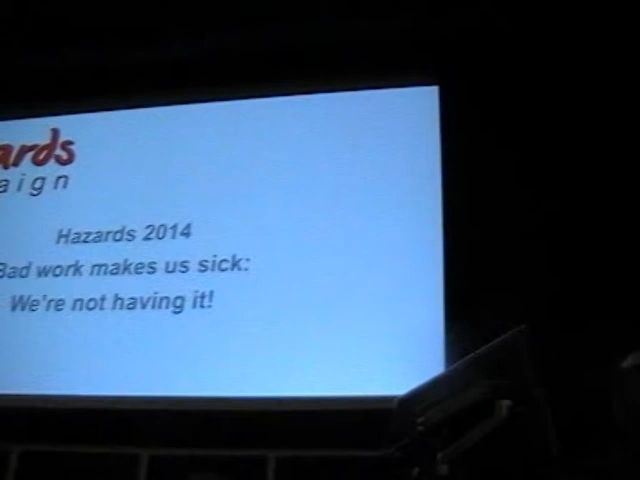 ards
aign
Hazards 2014
Bad work makes us sick:
We're not having it!